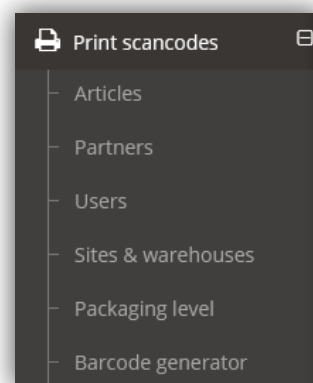 Print scancodes
Articles
Partners
Users
Sites & warehouses
Packaging level
Barcode generator